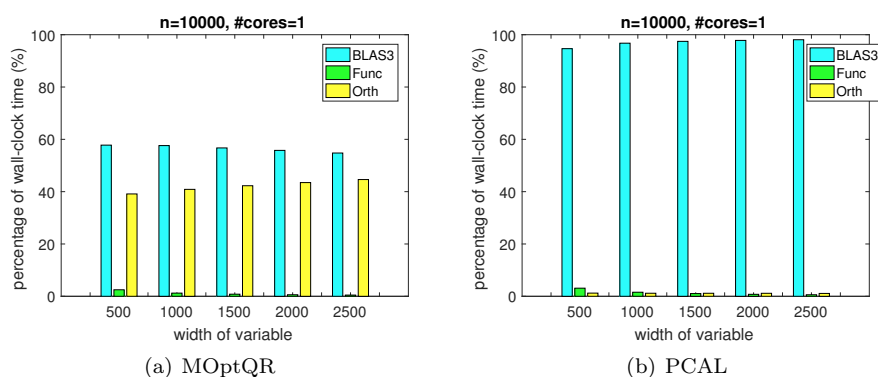 n=10000, #cores=1
percentage of wall-clock time (%)
100
80
60
40
20
0
BLAS3
Func
Orth
500 1000 1500 2000 2500
width of variable
(a) MOptQR
n=10000, #cores=1
percentage of wall-clock time (%)
100
80
60
40
20
0
BLAS3
Func
Orth
500 1000 1500 2000 2500
width of variable
(b) PCAL